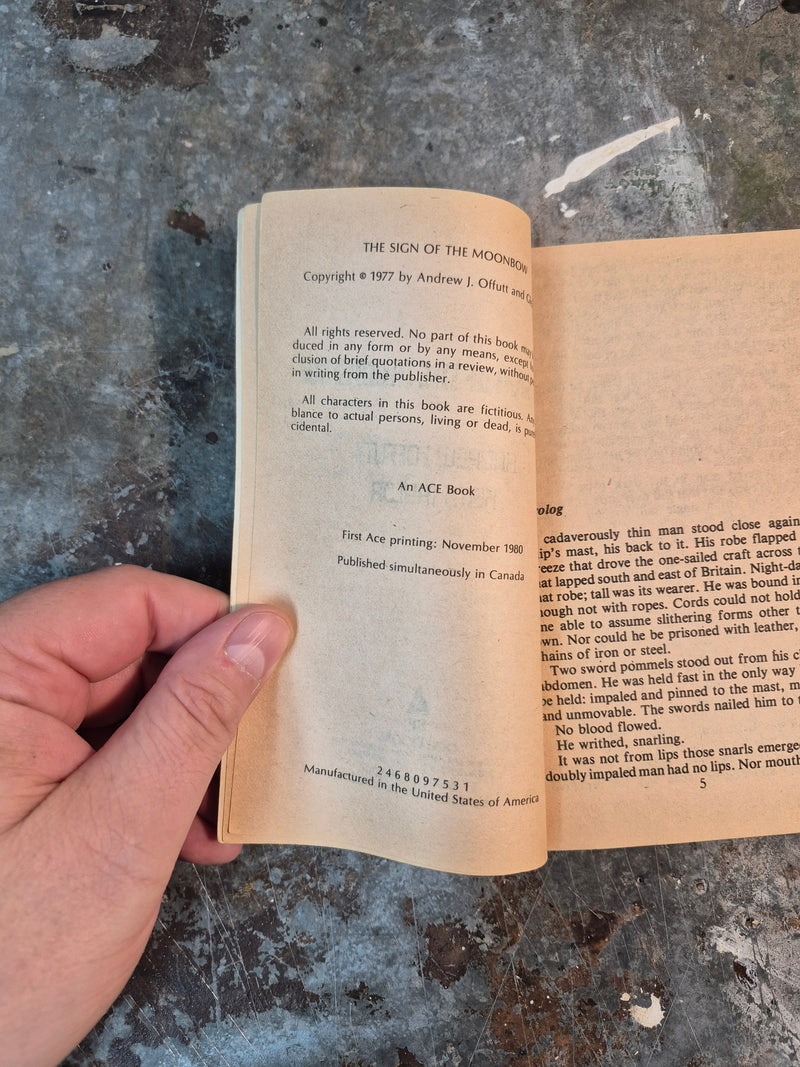 THE SIGN OF THE MOONBOW
Copyright © 1977 by Andrew J. Offutt and
All rights reserved. No part of this book may
duced in any form or by any means, except
clusion of brief quotations in a review, without
in writing from the publisher.
All characters in this book are fictitious.
blance to actual persons, living or dead, is
cidental.
An ACE Book
First Ace printing: November 1980
Published simultaneously in Canada
2 4 6 8 0 9 7 5 3 1
Manufactured in the United States of America
olog
cadaverously thin man stood close again
ip's mast, his back to it. His robe flapped
reeze that drove the one-sailed craft across
at lapped south and east of Britain. Night-da
at robe; tall was its wearer. He was bound in
ough not with ropes. Cords could not hold
ne able to assume slithering forms other
wn. Nor could he be prisoned with leather,
hains of iron or steel.
Two sword pommels stood out from his
bdomen. He was held fast in the only way
be held: impaled and pinned to the mast,
and unmovable. The swords nailed him to
No blood flowed.
He writhed, snarling.
It was not from lips those snarls emerge
doubly impaled man had no lips. Nor mouth
5